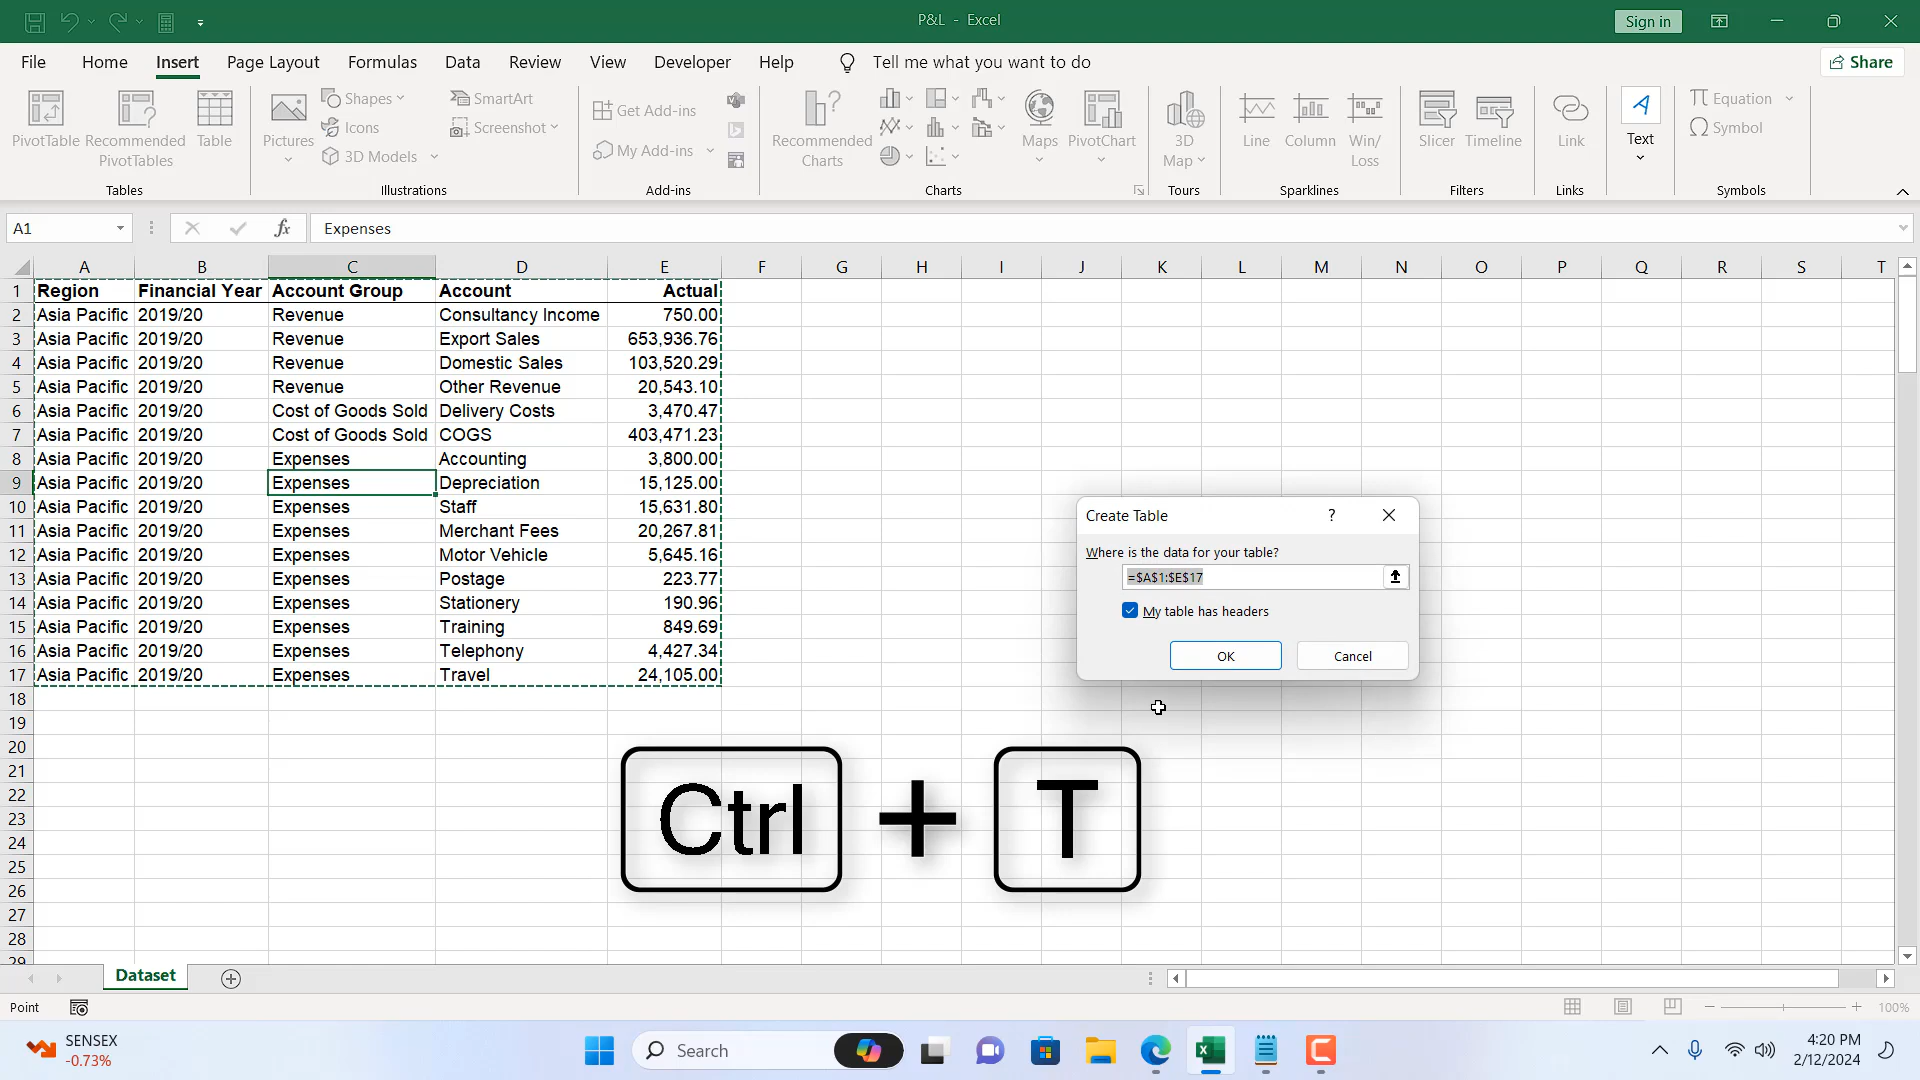 P&L - Excel
Sign in
File Home Insert Page Layout Formulas Data Review View Developer Help Tell me what you want to do Share
PivotTable
Recommended PivotTables
Table
Tables
Pictures
Shapes
Icons
3D Models
SmartArt
Screenshot
Illustrations
Get Add-ins
My Add-ins
Add-ins
Recommended Charts
Maps
PivotChart
Charts
3D Map
Tours
Line
Column
Win/ Loss
Sparklines
Slicer
Timeline
Filters
Link
Links
Text
Equation
Symbol
Symbols
A1 fx Expenses
A B C D E F G H I J K L M N O P Q R S T
1 Region Financial Year Account Group Account Actual
2 Asia Pacific 2019/20 Revenue Consultancy Income 750.00
3 Asia Pacific 2019/20 Revenue Export Sales 653,936.76
4 Asia Pacific 2019/20 Revenue Domestic Sales 103,520.29
5 Asia Pacific 2019/20 Revenue Other Revenue 20,543.10
6 Asia Pacific 2019/20 Cost of Goods Sold Delivery Costs 3,470.47
7 Asia Pacific 2019/20 Cost of Goods Sold COGS 403,471.23
8 Asia Pacific 2019/20 Expenses Accounting 3,800.00
9 Asia Pacific 2019/20 Expenses Depreciation 15,125.00
10 Asia Pacific 2019/20 Expenses Staff 15,631.80
11 Asia Pacific 2019/20 Expenses Merchant Fees 20,267.81
12 Asia Pacific 2019/20 Expenses Motor Vehicle 5,645.16
13 Asia Pacific 2019/20 Expenses Postage 223.77
14 Asia Pacific 2019/20 Expenses Stationery 190.96
15 Asia Pacific 2019/20 Expenses Training 849.69
16 Asia Pacific 2019/20 Expenses Telephony 4,427.34
17 Asia Pacific 2019/20 Expenses Travel 24,105.00
18
19
20
21
22
23
24
25
26
27
28
29
Create Table ?
Where is the data for your table?
=$A$1:$E$17
My table has headers
OK Cancel
Ctrl + T
Dataset
Point
100%
SENSEX
-0.73%
Search
4:20 PM
2/12/2024